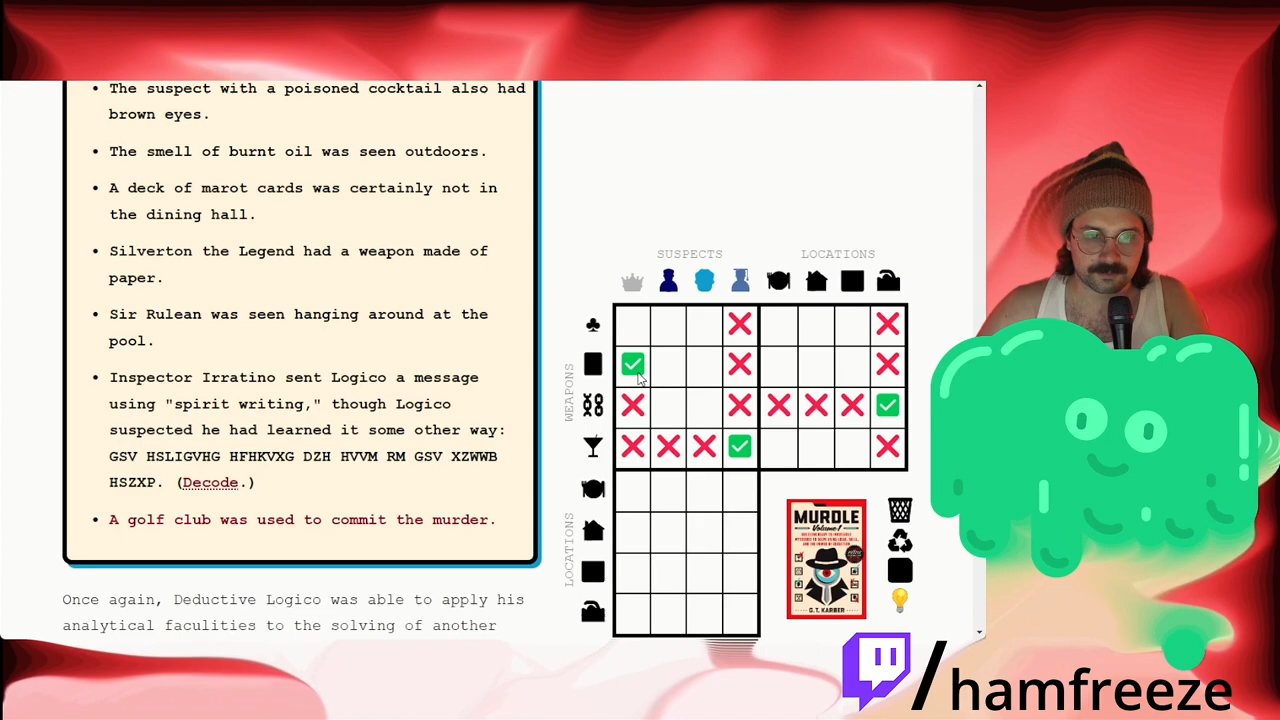 • The suspect with a poisoned cocktail also had
brown eyes.
• The smell of burnt oil was seen outdoors.
• A deck of marot cards was certainly not in
the dining hall.
• Silverton the Legend had a weapon made of
paper.
• Sir Rulean was seen hanging around at the
pool.
• Inspector Irratino sent Logico a message
using "spirit writing," though Logico
suspected he had learned it some other way:
GSV HSLIGVHG HFHKVXG DZH HVVM RM GSV XZWWB
HSZXP. (Decode.)
• A golf club was used to commit the murder.
Once again, Deductive Logico was able to apply his
analytical faculities to the solving of another
SUSPECTS
LOCATIONS
WEAPONS
LOCATIONS
MURDLE
Volume 1
G.T. KARBER
/hamfreeze